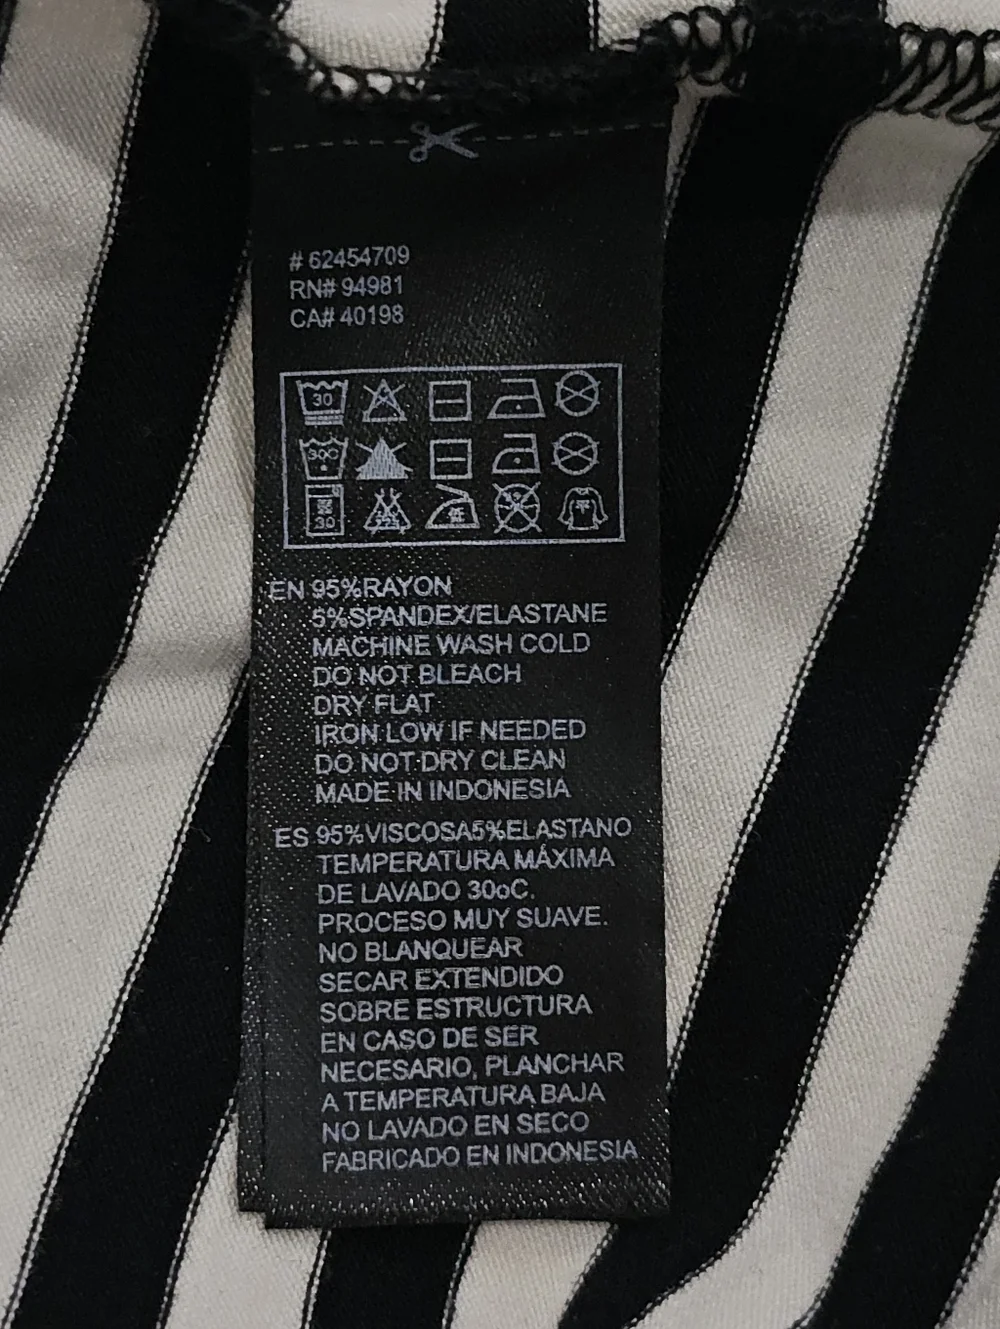 # 62454709
RN# 94981
CA# 40198
30
30
EN 95%RAYON
5%SPANDEX/ELASTANE
MACHINE WASH COLD
DO NOT BLEACH
DRY FLAT
IRON LOW IF NEEDED
DO NOT DRY CLEAN
MADE IN INDONESIA
ES 95%VISCOSA5%ELASTANO
TEMPERATURA MÁXIMA
DE LAVADO 30oC.
PROCESO MUY SUAVE.
NO BLANQUEAR
SECAR EXTENDIDO
SOBRE ESTRUCTURA
EN CASO DE SER
NECESARIO, PLANCHAR
A TEMPERATURA BAJA
NO LAVADO EN SECO
FABRICADO EN INDONESIA